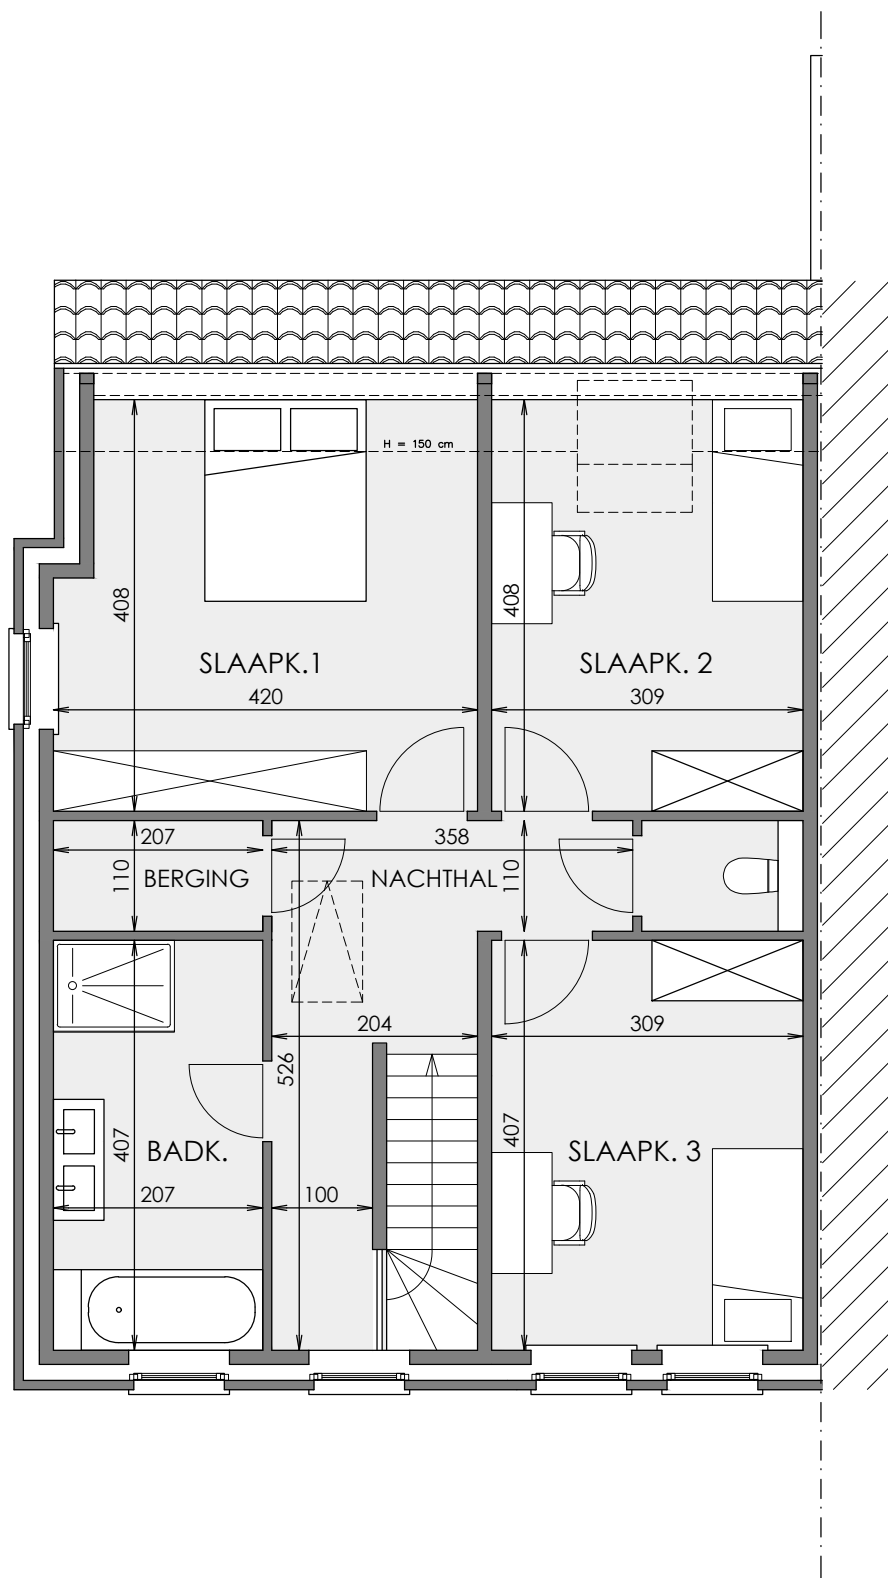 H = 150 cm
408
408
SLAAPK.1
SLAAPK. 2
420
309
207
358
110
BERGING
NACHTHAL
110
204
309
526
407
BADK.
407
SLAAPK. 3
207
100